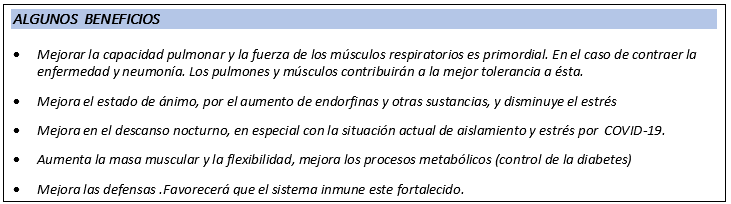 ALGUNOS BENEFICIOS
• Mejorar la capacidad pulmonar y la fuerza de los músculos respiratorios es primordial. En el caso de contraer la
enfermedad y neumonía. Los pulmones y músculos contribuirán a la mejor tolerancia a ésta.
• Mejora el estado de ánimo, por el aumento de endorfinas y otras sustancias, y disminuye el estrés
• Mejora en el descanso nocturno, en especial con la situación actual de aislamiento y estrés por COVID-19.
• Aumenta la masa muscular y la flexibilidad, mejora los procesos metabólicos (control de la diabetes)
• Mejora las defensas .Favorecerá que el sistema inmune este fortalecido.